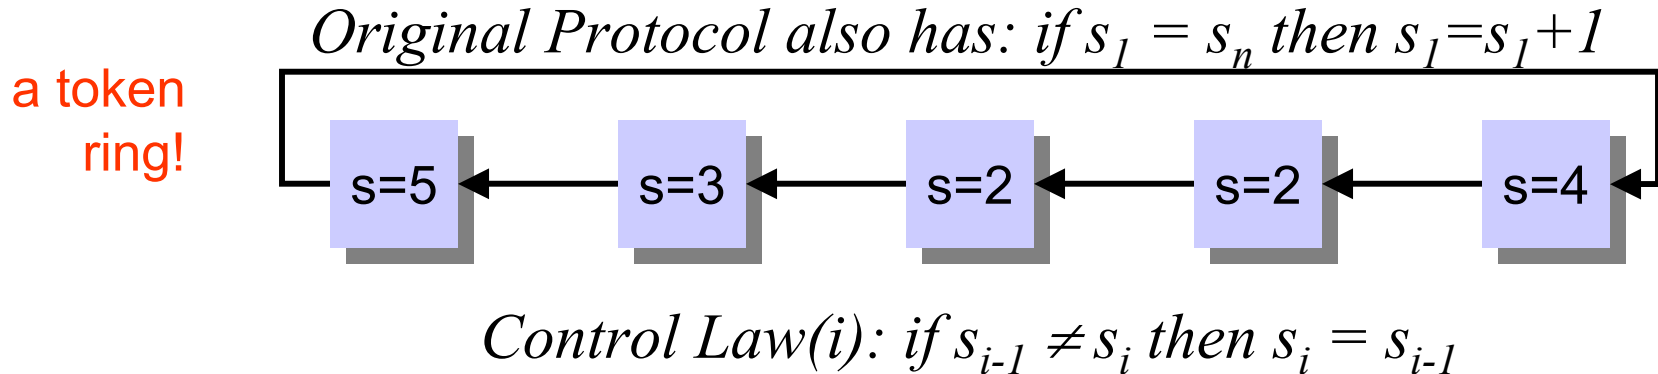 Original Protocol also has: if s₁ = sₙ then s₁=s₁+1
a token
ring!
s=5 s=3 s=2 s=2 s=4
Control Law(i): if sᵢ₋₁ ≠ sᵢ then sᵢ = sᵢ₋₁